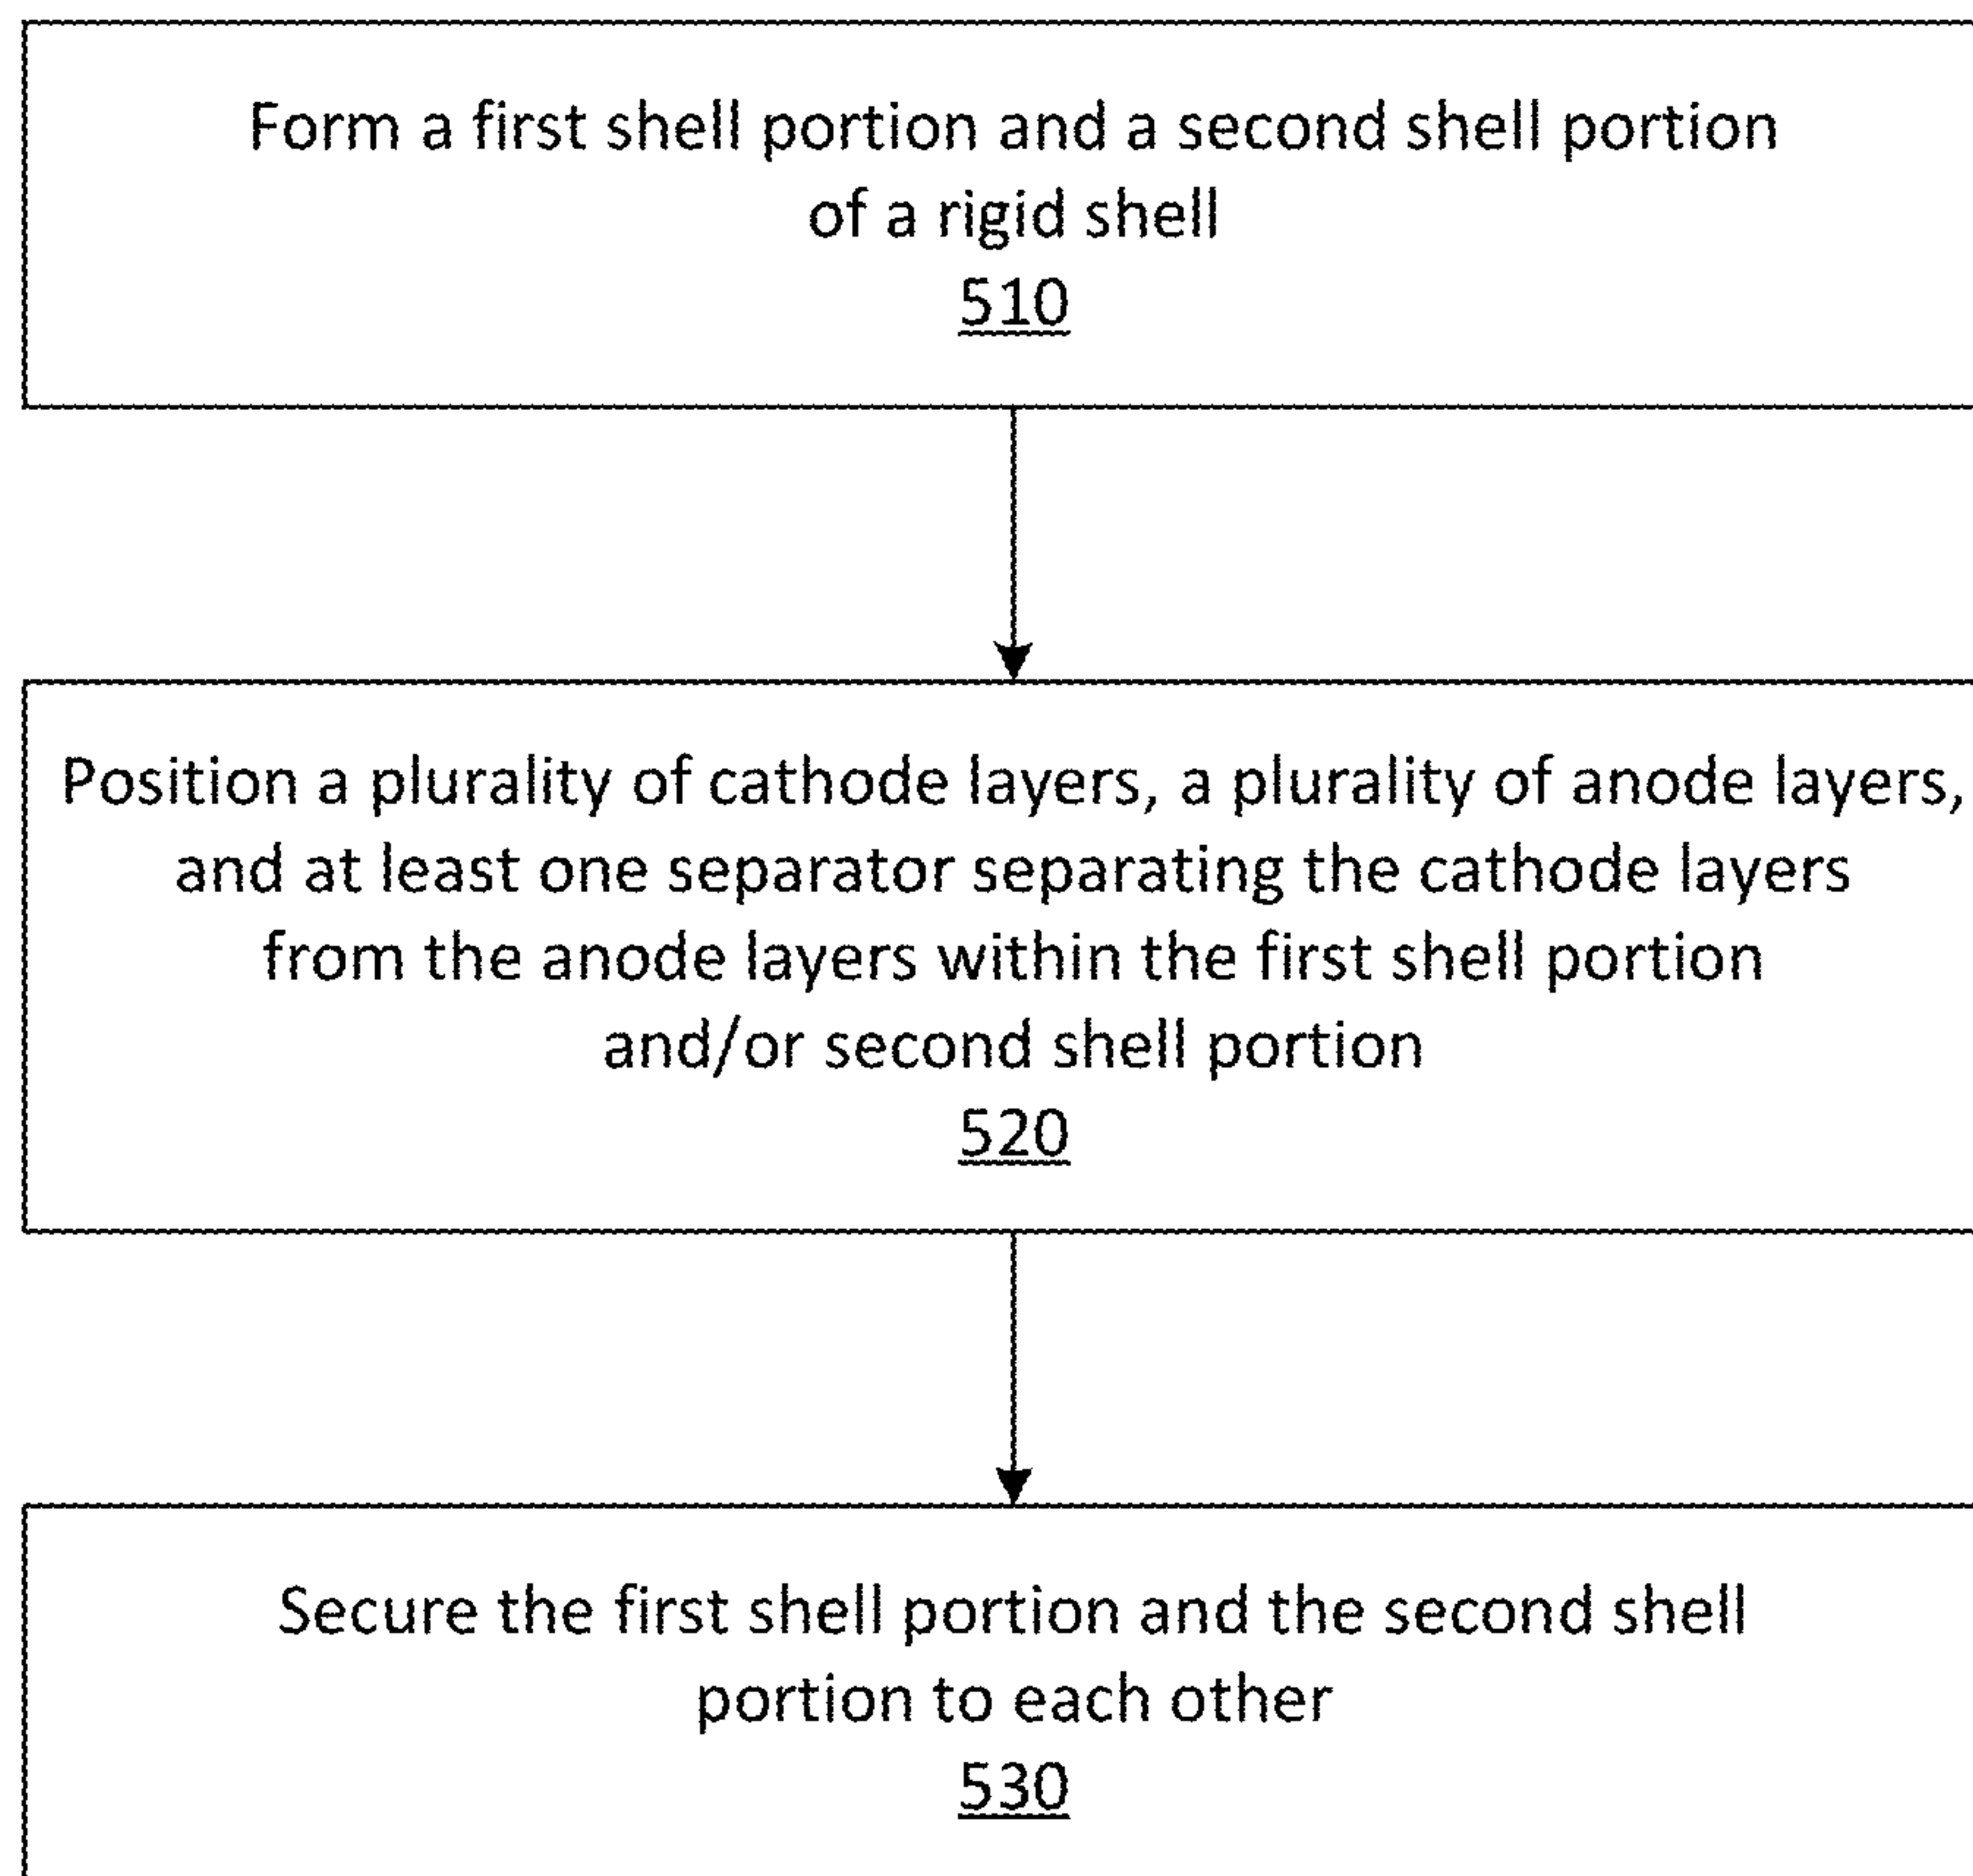 Form a first shell portion and a second shell portion
of a rigid shell
510
Position a plurality of cathode layers, a plurality of anode layers,
and at least one separator separating the cathode layers
from the anode layers within the first shell portion
and/or second shell portion
520
Secure the first shell portion and the second shell
portion to each other
530